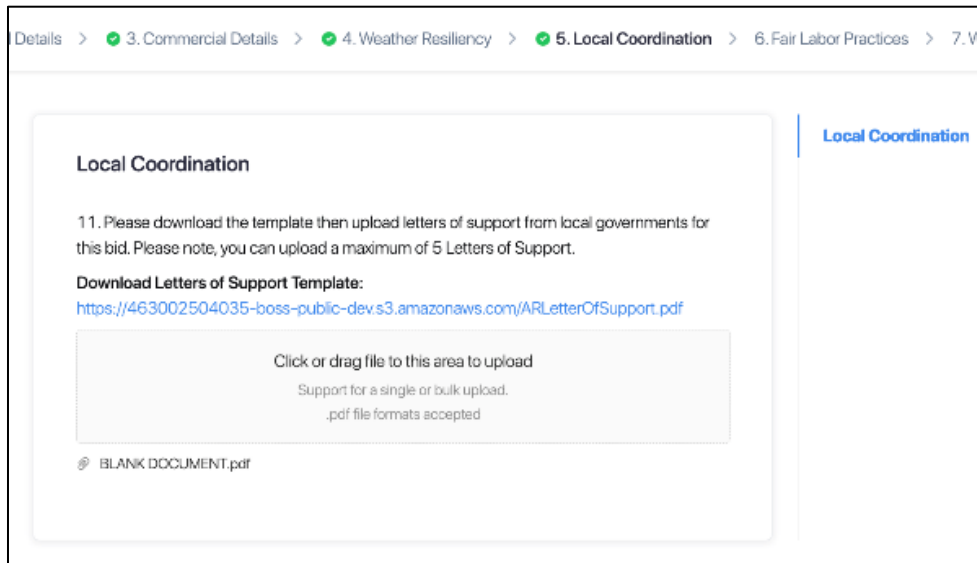 Details > 3. Commercial Details > 4. Weather Resiliency > 5. Local Coordination > 6. Fair Labor Practices > 7.
Local Coordination
Local Coordination
11. Please download the template then upload letters of support from local governments for
this bid. Please note, you can upload a maximum of 5 Letters of Support.
Download Letters of Support Template:
https://463002504035-boss-public-dev.s3.amazonaws.com/ARLetterOfSupport.pdf
Click or drag file to this area to upload
Support for a single or bulk upload.
.pdf file formats accepted
BLANK DOCUMENT.pdf